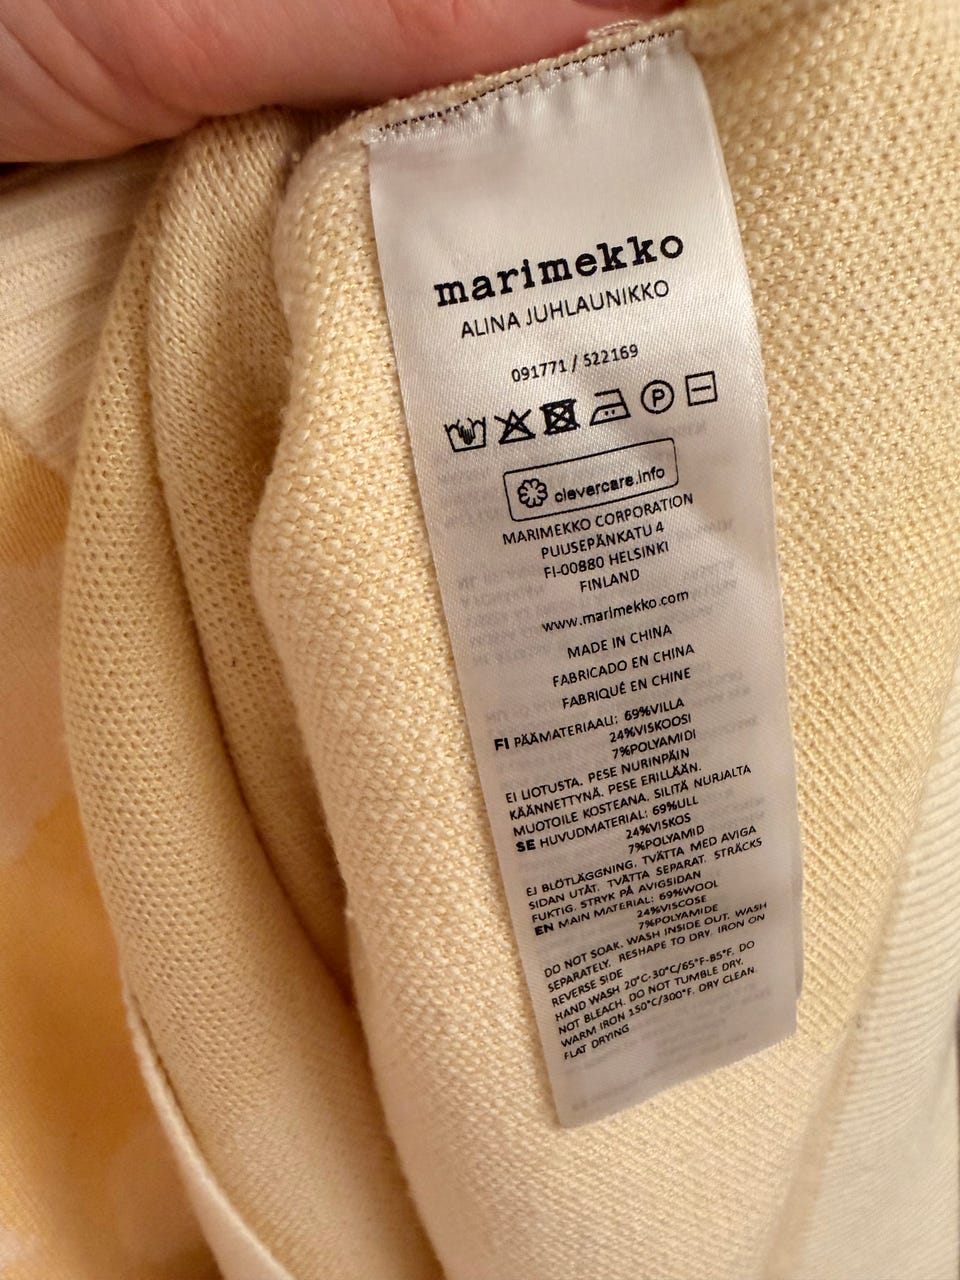 marimekko
ALINA JUHLAUNIKKO
091771 / 522169
P
clevercare.info
MARIMEKKO CORPORATION
PUUSEPÄNKATU 4
FI-00880 HELSINKI
FINLAND
www.marimekko.com
MADE IN CHINA
FABRICADO EN CHINA
FABRIQUÉ EN CHINE
FI PÄÄMATERIAALI: 69%VILLA
24%VISKOOSI
7%POLYAMIDI
EI LIOTUSTA. PESE NURINPÄIN
KÄÄNNETTYNÄ. PESE ERILLÄÄN.
MUOTOILE KOSTEANA. SILITÄ NURJALTA
SE HUVUDMATERIAL: 69%ULL
24%VISKOS
7%POLYAMID
EJ BLÖTLÄGGNING. TVÄTTA MED AVIGA
SIDAN UTÅT. TVÄTTA SEPARAT. STRÄCKS
FUKTIG. STRYK PÅ AVIGSIDAN
EN MAIN MATERIAL: 69%WOOL
24%VISCOSE
7%POLYAMIDE
DO NOT SOAK. WASH INSIDE OUT. WASH
SEPARATELY. RESHAPE TO DRY. IRON ON
REVERSE SIDE
HAND WASH 20°C-30°C/65°F-85°F. DO
NOT BLEACH. DO NOT TUMBLE DRY.
WARM IRON 150°C/300°F. DRY CLEAN.
FLAT DRYING